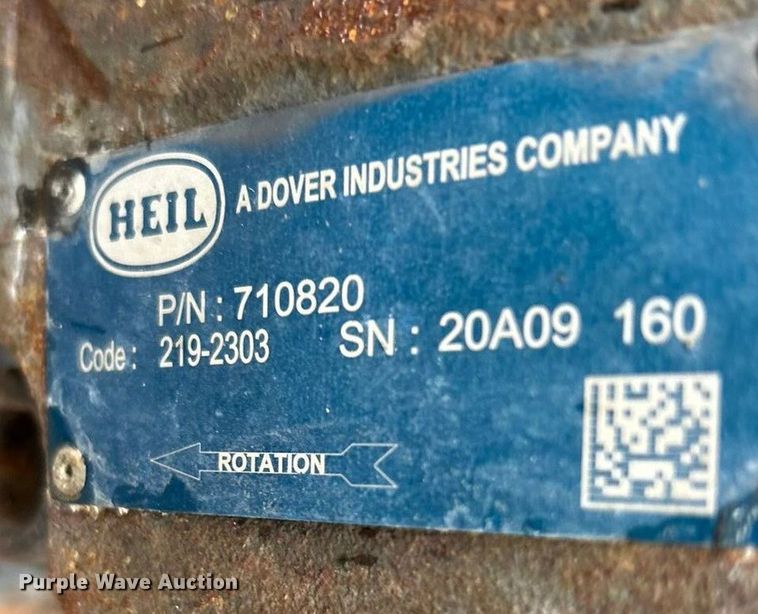 HEIL A DOVER INDUSTRIES COMPANY
P/N : 710820
Code : 219-2303 SN : 20A09 160
ROTATION
Purple Wave Auction